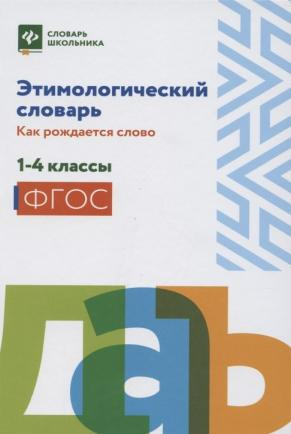 СЛОВАРЬ
ШКОЛЬНИКА
Этимологический
словарь
Как рождается слово
1-4 классы
ФГОС
Даъ